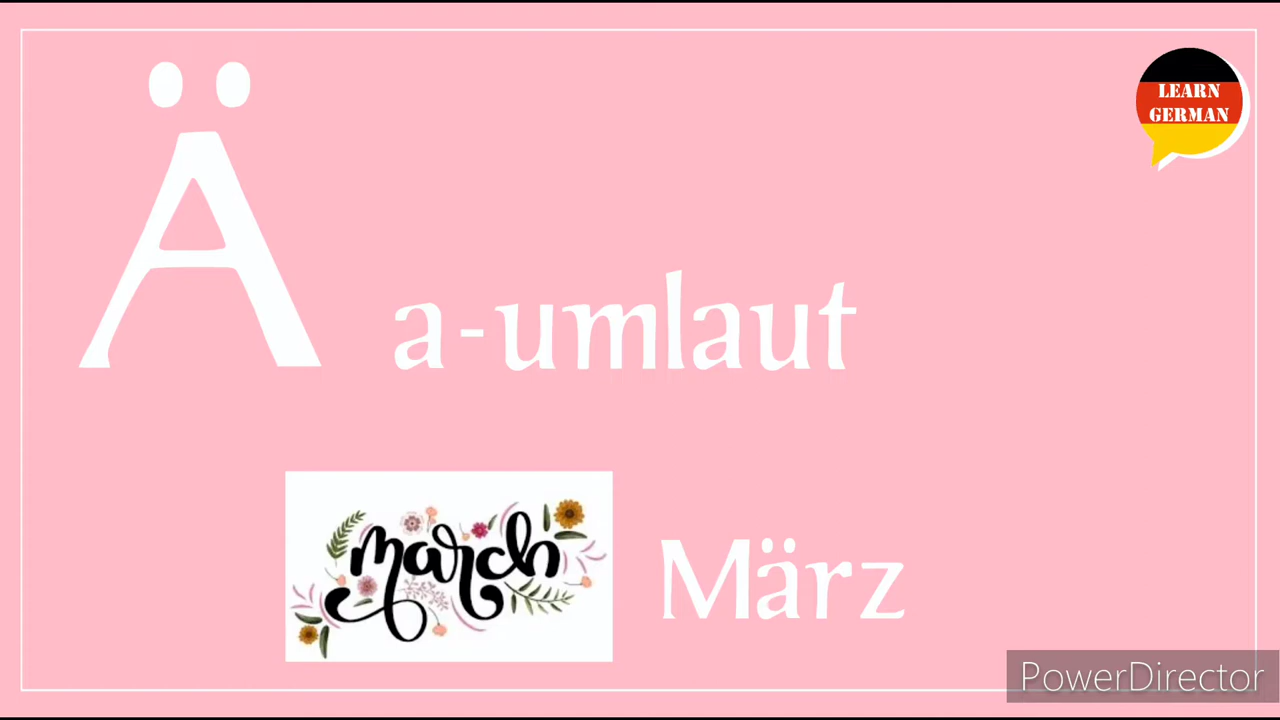 Ä
LEARN
GERMAN
a-umlaut
march
März
PowerDirector